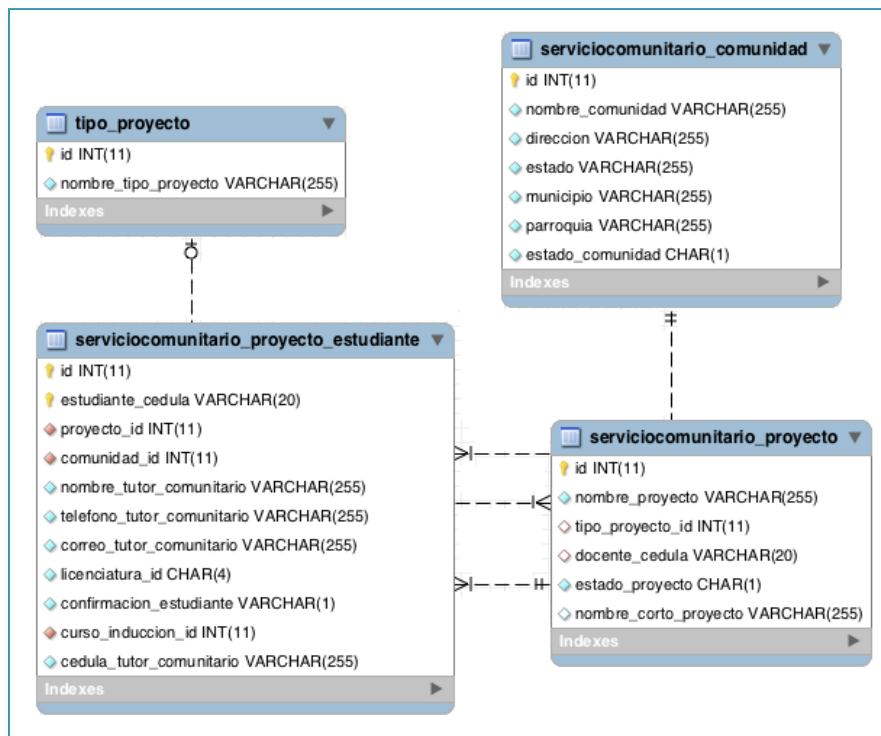 serviciocomunitario_comunidad
id INT(11)
nombre_comunidad VARCHAR(255)
direccion VARCHAR(255)
estado VARCHAR(255)
municipio VARCHAR(255)
parroquia VARCHAR(255)
estado_comunidad CHAR(1)
Indexes
tipo_proyecto
id INT(11)
nombre_tipo_proyecto VARCHAR(255)
Indexes
serviciocomunitario_proyecto_estudiante
id INT(11)
estudiante_cedula VARCHAR(20)
proyecto_id INT(11)
comunidad_id INT(11)
nombre_tutor_comunitario VARCHAR(255)
telefono_tutor_comunitario VARCHAR(255)
correo_tutor_comunitario VARCHAR(255)
licenciatura_id CHAR(4)
confirmacion_estudiante VARCHAR(1)
curso_induccion_id INT(11)
cedula_tutor_comunitario VARCHAR(255)
Indexes
serviciocomunitario_proyecto
id INT(11)
nombre_proyecto VARCHAR(255)
tipo_proyecto_id INT(11)
docente_cedula VARCHAR(20)
estado_proyecto CHAR(1)
nombre_corto_proyecto VARCHAR(255)
Indexes